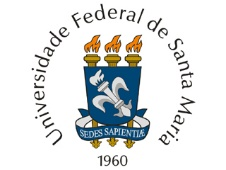 Universidade Federal de Santa Maria
SEDES SAPIENTIÆ
1960